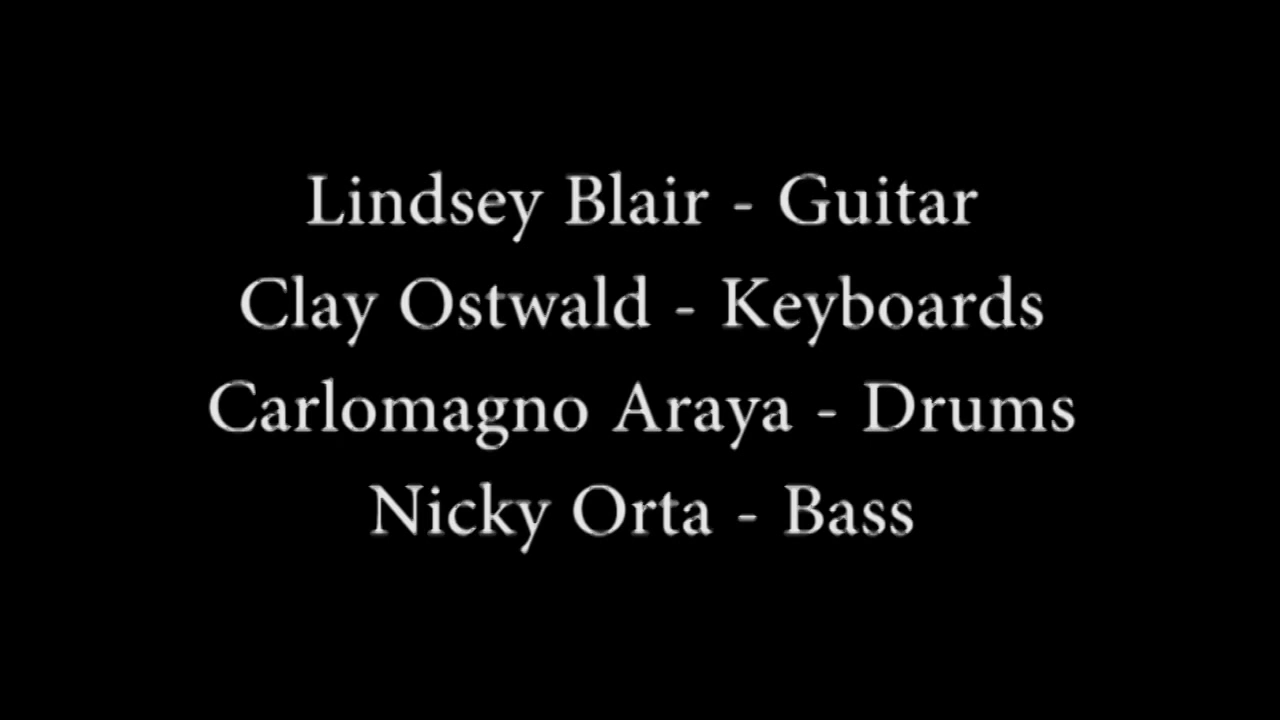 Lindsey Blair - Guitar
Clay Ostwald - Keyboards
Carlomagno Araya - Drums
Nicky Orta - Bass